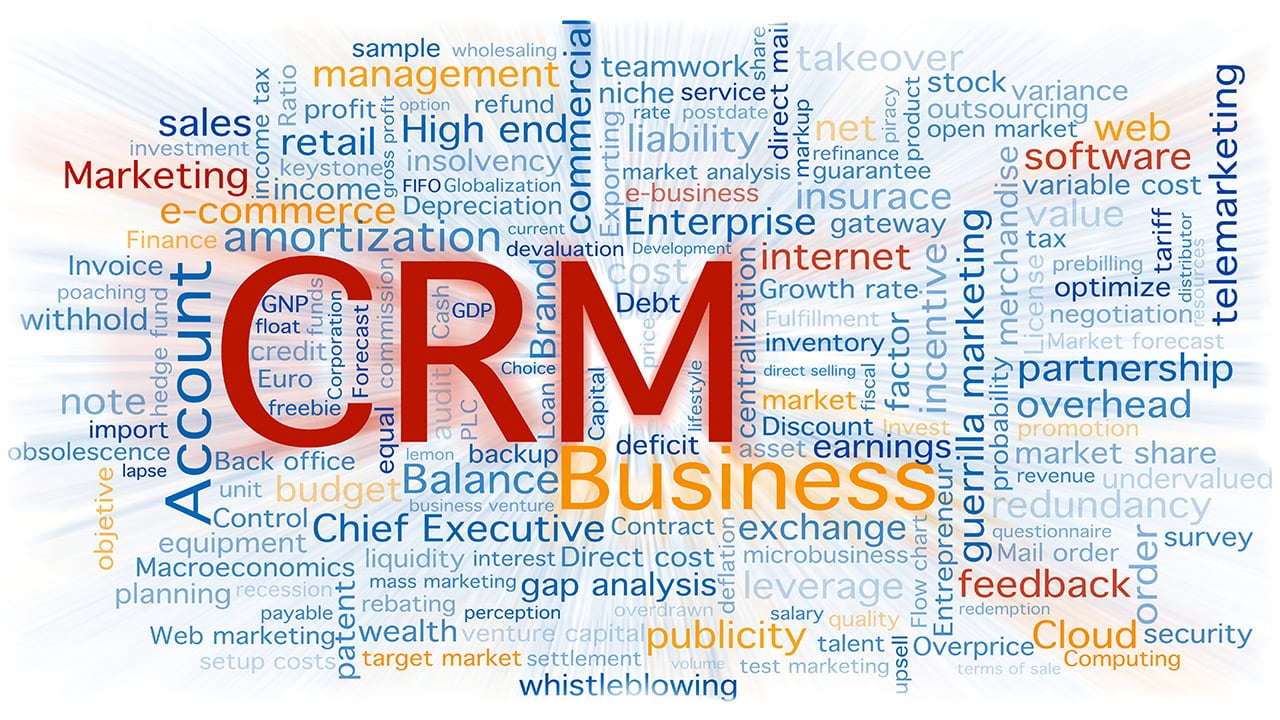 sample
wholesaling
commercial
share
direct mail
takeover
management
teamwork
stock
variance
income tax
Ratio
profit
gross profit
option
refund
niche
service
rate
postdate
markup
piracy
product
outsourcing
telemarketing
sales
retail
High end
liability
net
open market
web
investment
keystone
insolvency
Exporting
market analysis
refinance
guarantee
merchandise
software
Marketing
income
FIFO
Globalization
e-business
insurace
variable cost
e-commerce
Depreciation
Enterprise
gateway
value
tariff
distributor
resources
Finance
amortization
current
devaluation
Development
internet
incentive
guerrilla marketing
tax
Invoice
Account
CRM
commission
Brand
cost
centralization
license
prebilling
poaching
hedge fund
GNP
funds
Corporation
Forecast
Cash
GDP
Debt
Growth rate
optimize
withhold
float
price
Fulfillment
factor
negotiation
credit
inventory
Market forecast
Euro
audit
Choice
lifestyle
direct selling
fiscal
partnership
note
freebie
equal
PLC
Loan
Capital
market
probability
overhead
import
Discount
Invest
promotion
obsolescence
lapse
Back office
lemon
backup
deficit
asset
earnings
market share
objetive
unit
budget
Balance
Business
revenue
undervalued
business venture
Entrepreneur
redundancy
Control
Chief Executive
Contract
deflation
exchange
Flow chart
questionnaire
order
survey
equipment
liquidity
interest
Direct cost
microbusiness
Mail order
Macroeconomics
mass marketing
gap analysis
leverage
feedback
planning
recession
patent
rebating
perception
overdrawn
salary
quality
redemption
payable
Web marketing
wealth
venture capital
publicity
talent
upsell
Overprice
Cloud
security
setup costs
target market
settlement
volume
test marketing
terms of sale
Computing
whistleblowing